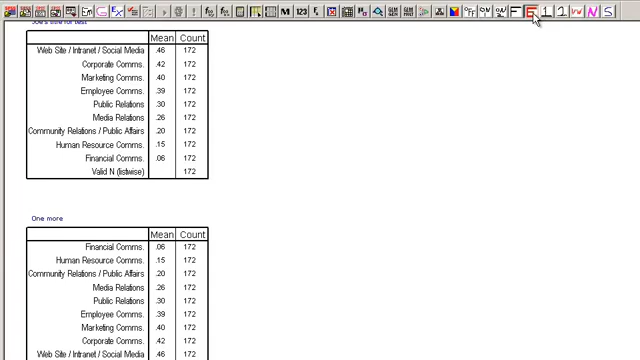 Mean Count
Web Site / Intranet / Social Media .46 172
Corporate Comms. .42 172
Marketing Comms. .40 172
Employee Comms. .39 172
Public Relations .30 172
Media Relations .26 172
Community Relations / Public Affairs .20 172
Human Resource Comms. .15 172
Financial Comms. .06 172
Valid N (listwise) 172
One more
Mean Count
Financial Comms. .06 172
Human Resource Comms. .15 172
Community Relations / Public Affairs .20 172
Media Relations .26 172
Public Relations .30 172
Employee Comms. .39 172
Marketing Comms. .40 172
Corporate Comms. .42 172
Web Site / Intranet / Social Media .46 172